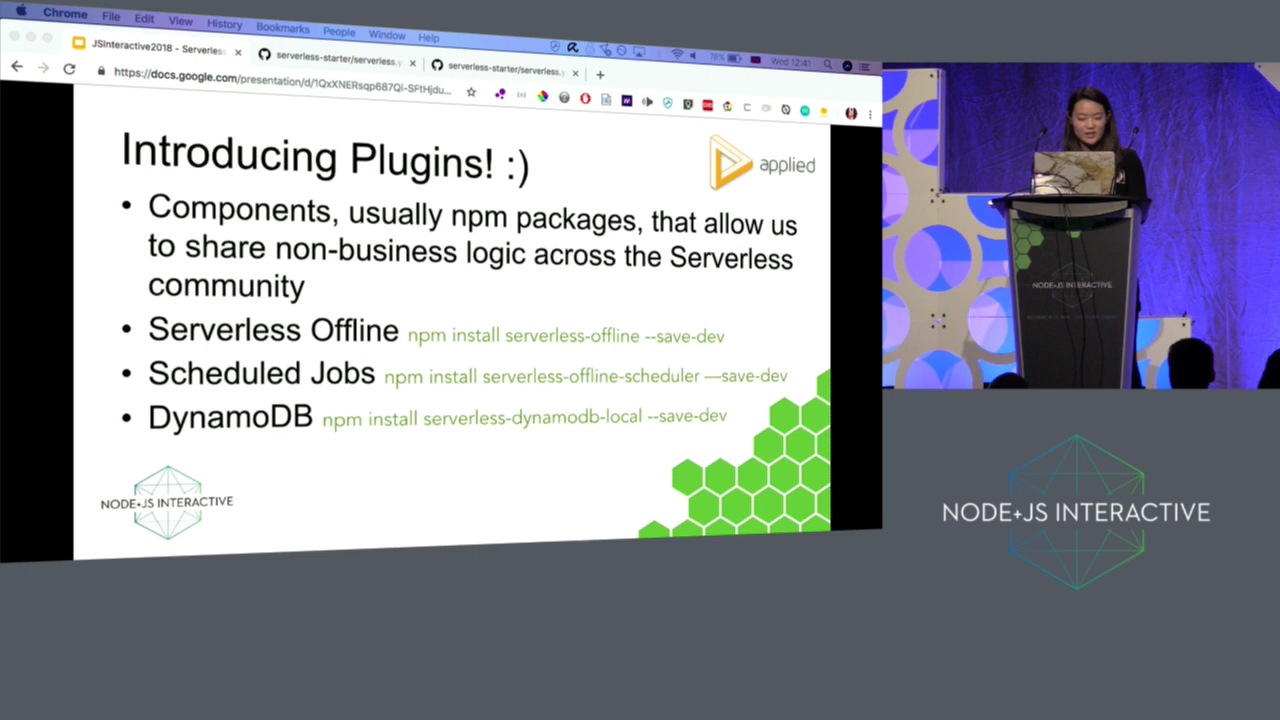 Chrome File Edit View History Bookmarks People Window Help
78% Wed 12:41
JSInteractive2018 - Serverless
serverless-starter/serverless.y
serverless-starter/serverless.y
https://docs.google.com/presentation/d/1QxXNERsqp687Qi-SFtHjdu...
Introducing Plugins! :)
applied
• Components, usually npm packages, that allow us
to share non-business logic across the Serverless
community
• Serverless Offline npm install serverless-offline --save-dev
• Scheduled Jobs npm install serverless-offline-scheduler —save-dev
• DynamoDB npm install serverless-dynamodb-local --save-dev
NODE+JS INTERACTIVE
NODE+JS INTERACTIVE
NODE+JS INTERACTIVE